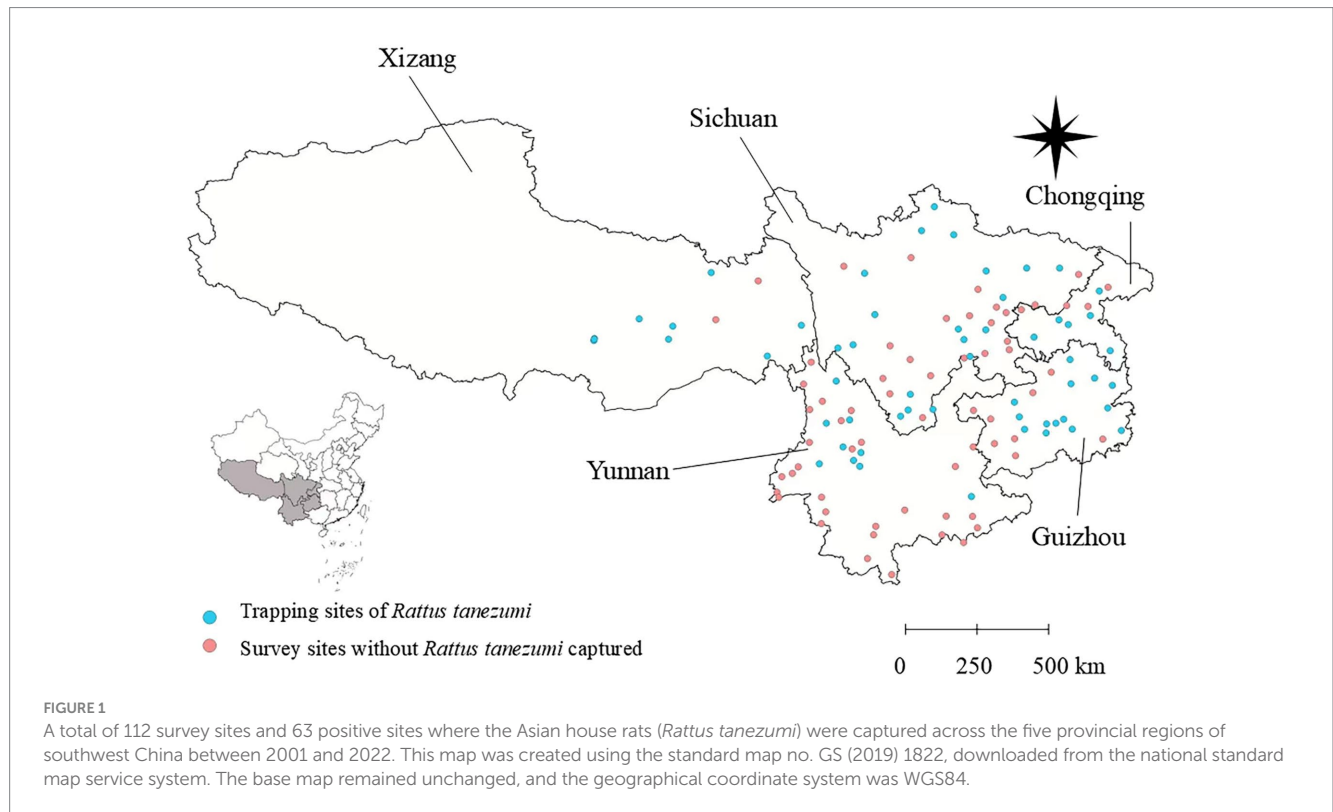 Xizang
Sichuan
Chongqing
Yunnan
Guizhou
Trapping sites of Rattus tanezumi
Survey sites without Rattus tanezumi captured
0 250 500 km
FIGURE 1
A total of 112 survey sites and 63 positive sites where the Asian house rats (Rattus tanezumi) were captured across the five provincial regions of
southwest China between 2001 and 2022. This map was created using the standard map no. GS (2019) 1822, downloaded from the national standard
map service system. The base map remained unchanged, and the geographical coordinate system was WGS84.